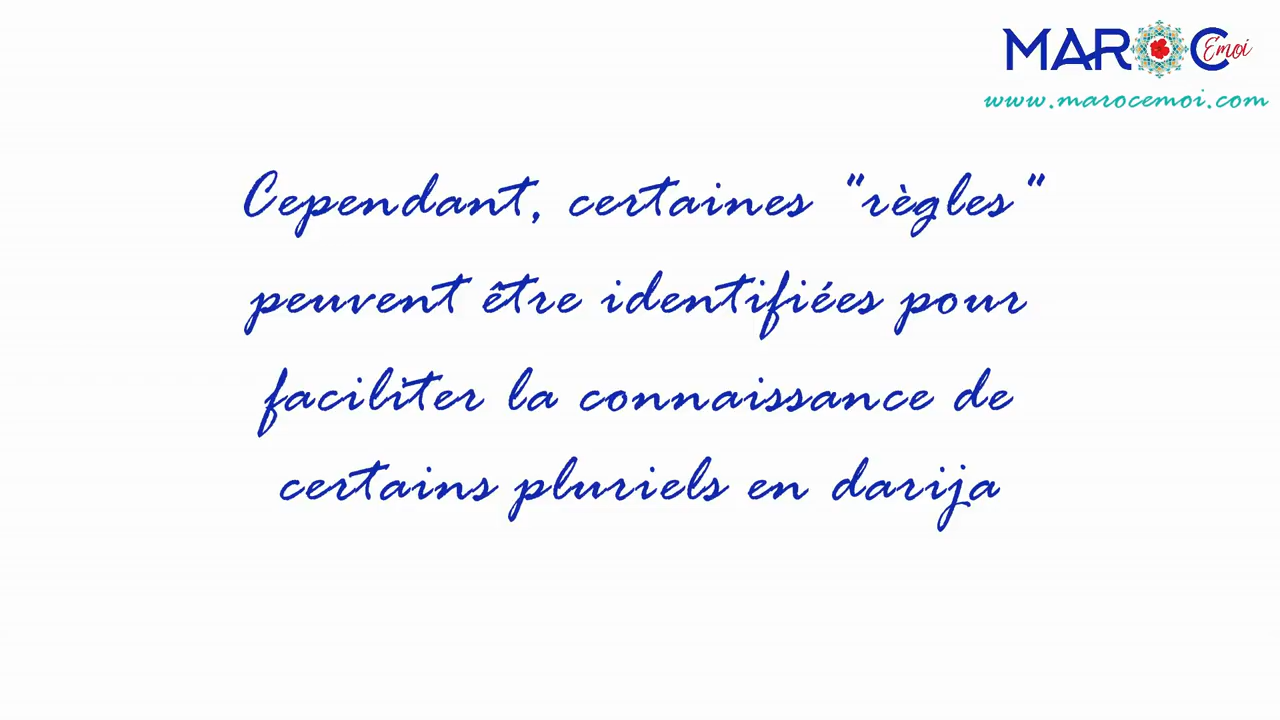 MAROC Emoi
www.marocemoi.com
Cependant, certaines "règles"
peuvent être identifiées pour
faciliter la connaissance de
certains pluriels en darija